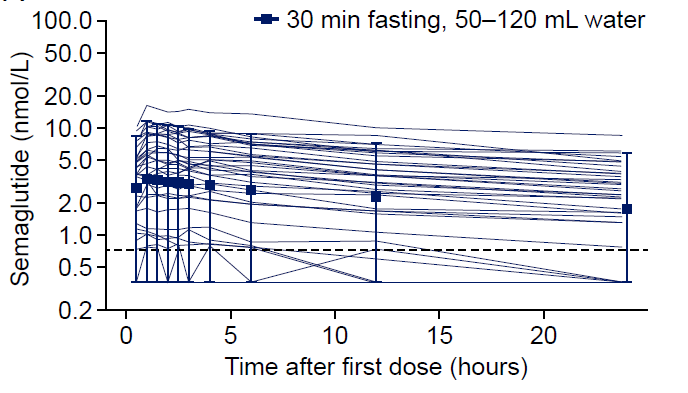 30 min fasting, 50–120 mL water
100.0
50.0
20.0
10.0
5.0
2.0
1.0
0.5
0.2
Semaglutide (nmol/L)
0 5 10 15 20
Time after first dose (hours)